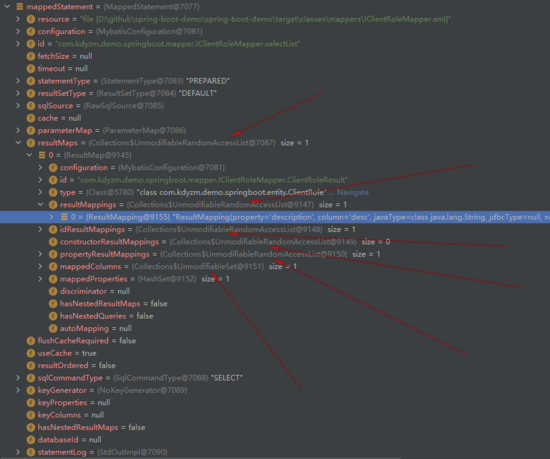 mappedStatement = {MappedStatement@7077}
resource = "file [D:\github\spring-boot-demo\spring-boot-demo\target\classes\mappers\IClientRoleMapper.xml]"
configuration = {MybatisConfiguration@7081}
id = "com.kdyzm.demo.springboot.mapper.IClientRoleMapper.selectList"
fetchSize = null
timeout = null
statementType = {StatementType@7083} "PREPARED"
resultSetType = {ResultSetType@7084} "DEFAULT"
sqlSource = {RawSqlSource@7085}
cache = null
parameterMap = {ParameterMap@7086}
resultMaps = {Collections$UnmodifiableRandomAccessList@7087} size = 1
0 = {ResultMap@9145}
configuration = {MybatisConfiguration@7081}
id = "com.kdyzm.demo.springboot.mapper.IClientRoleMapper.IClientRoleResult"
type = {Class@5780} "class com.kdyzm.demo.springboot.entity.ClientRole"... Navigate
resultMappings = {Collections$UnmodifiableRandomAccessList@9147} size = 1
0 = {ResultMapping@9155} "ResultMapping{property='description', column='desc', javaType=class java.lang.String, jdbcType=null,
idResultMappings = {Collections$UnmodifiableRandomAccessList@9148} size = 1
constructorResultMappings = {Collections$UnmodifiableRandomAccessList@9149} size = 0
propertyResultMappings = {Collections$UnmodifiableRandomAccessList@9150} size = 1
mappedColumns = {Collections$UnmodifiableSet@9151} size = 1
mappedProperties = {HashSet@9152} size = 1
discriminator = null
hasNestedResultMaps = false
hasNestedQueries = false
autoMapping = null
flushCacheRequired = false
useCache = true
resultOrdered = false
sqlCommandType = {SqlCommandType@7088} "SELECT"
keyGenerator = {NoKeyGenerator@7089}
keyProperties = null
keyColumns = null
hasNestedResultMaps = false
databaseId = null
statementLog = {StdOutImpl@7090}